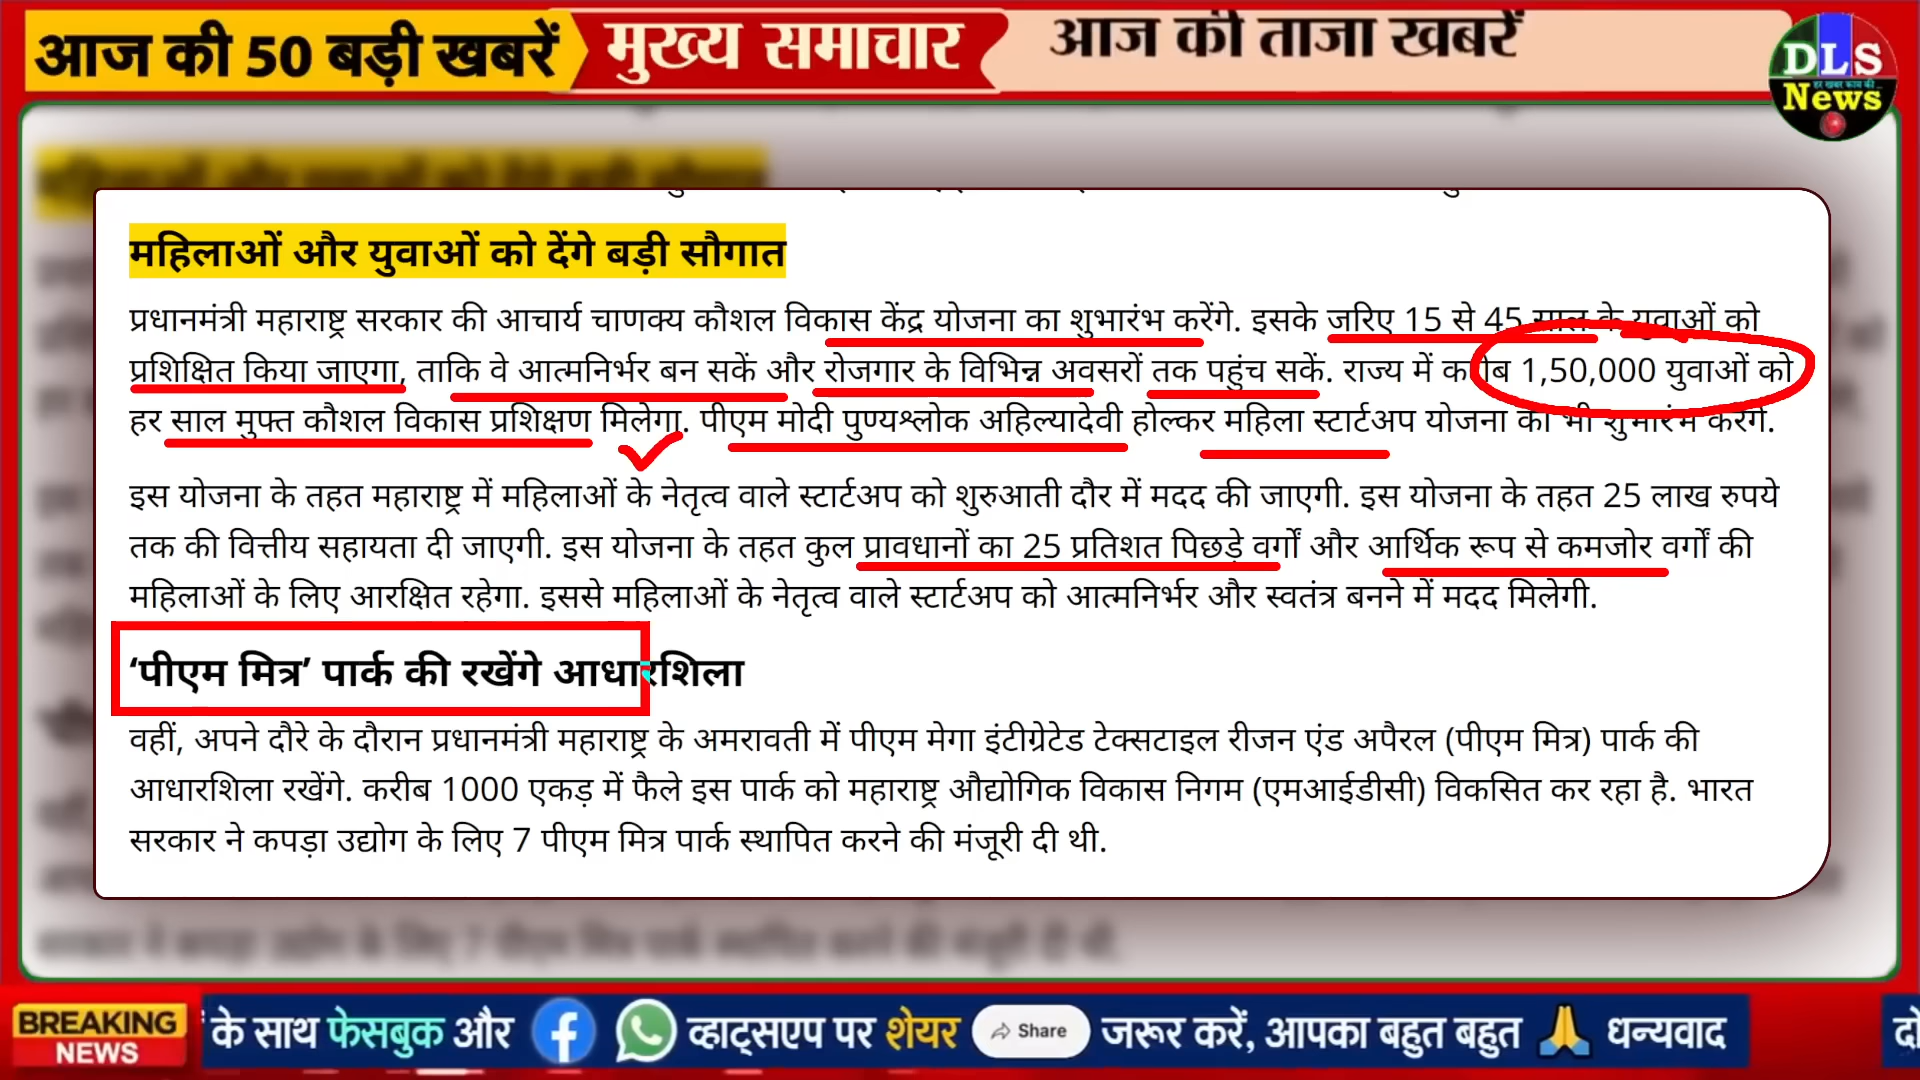 आज की 50 बड़ी खबरें
मुख्य समाचार
आज की ताजा खबरें
DLS
हर खबर काम की
News
महिलाओं और युवाओं को देंगे बड़ी सौगात
प्रधानमंत्री महाराष्ट्र सरकार की आचार्य चाणक्य कौशल विकास केंद्र योजना का शुभारंभ करेंगे. इसके जरिए 15 से 45 साल के युवाओं को
प्रशिक्षित किया जाएगा, ताकि वे आत्मनिर्भर बन सकें और रोजगार के विभिन्न अवसरों तक पहुंच सकें. राज्य में करीब 1,50,000 युवाओं को
हर साल मुफ्त कौशल विकास प्रशिक्षण मिलेगा. पीएम मोदी पुण्यश्लोक अहिल्यादेवी होल्कर महिला स्टार्टअप योजना का भी शुभारंभ करेंगे.
इस योजना के तहत महाराष्ट्र में महिलाओं के नेतृत्व वाले स्टार्टअप को शुरुआती दौर में मदद की जाएगी. इस योजना के तहत 25 लाख रुपये
तक की वित्तीय सहायता दी जाएगी. इस योजना के तहत कुल प्रावधानों का 25 प्रतिशत पिछड़े वर्गों और आर्थिक रूप से कमजोर वर्गों की
महिलाओं के लिए आरक्षित रहेगा. इससे महिलाओं के नेतृत्व वाले स्टार्टअप को आत्मनिर्भर और स्वतंत्र बनने में मदद मिलेगी.
‘पीएम मित्र’ पार्क की रखेंगे आधारशिला
वहीं, अपने दौरे के दौरान प्रधानमंत्री महाराष्ट्र के अमरावती में पीएम मेगा इंटीग्रेटेड टेक्सटाइल रीजन एंड अपैरल (पीएम मित्र) पार्क की
आधारशिला रखेंगे. करीब 1000 एकड़ में फैले इस पार्क को महाराष्ट्र औद्योगिक विकास निगम (एमआईडीसी) विकसित कर रहा है. भारत
सरकार ने कपड़ा उद्योग के लिए 7 पीएम मित्र पार्क स्थापित करने की मंजूरी दी थी.
BREAKING NEWS
के साथ फेसबुक और व्हाट्सएप पर शेयर Share जरूर करें, आपका बहुत बहुत धन्यवाद दो